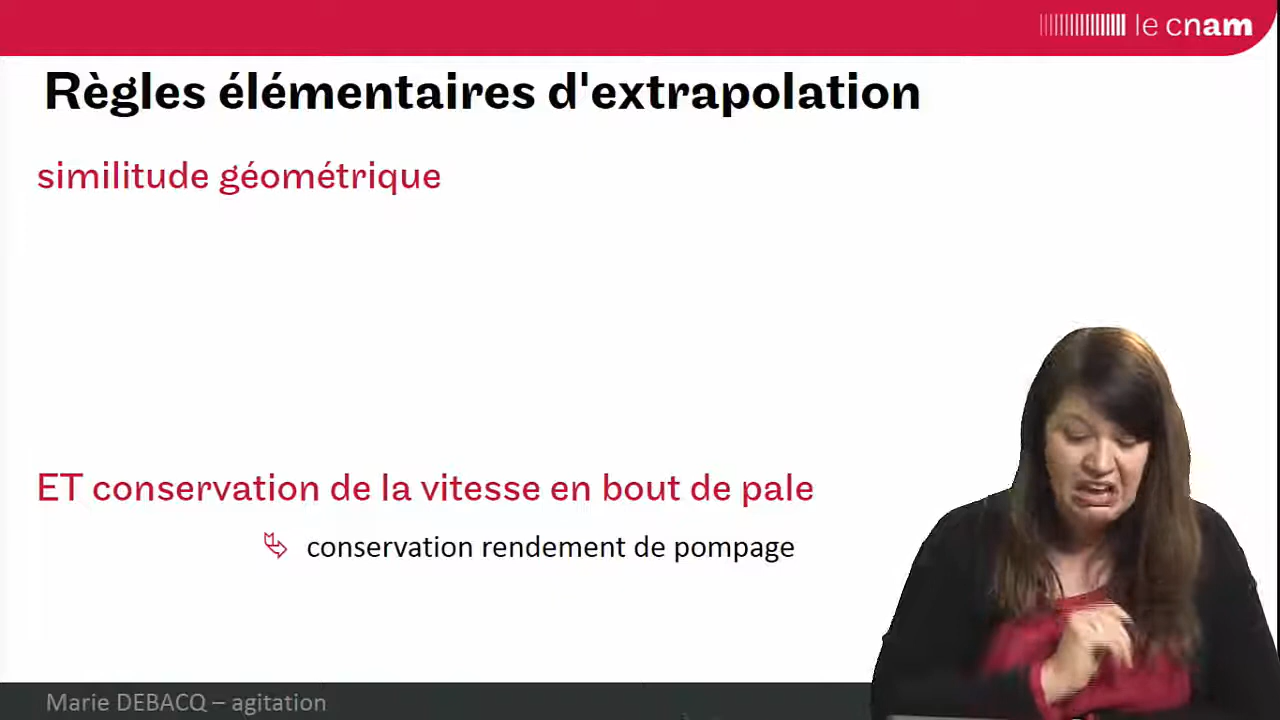 le cnam
Règles élémentaires d'extrapolation
similitude géométrique
ET conservation de la vitesse en bout de pale
conservation rendement de pompage
Marie DEBACQ – agitation